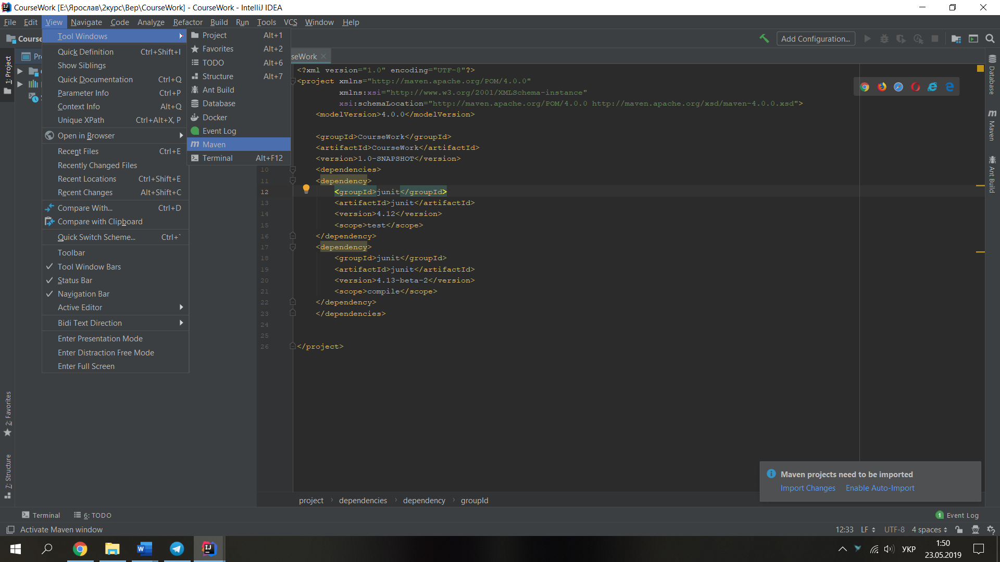 CourseWork [E:\Ярослав\2курс\Вер\CourseWork] - CourseWork - IntelliJ IDEA
File Edit View Navigate Code Analyze Refactor Build Run Tools VCS Window Help
Course
Add Configuration...
Tool Windows
Quick Definition Ctrl+Shift+I
Show Siblings
Quick Documentation Ctrl+Q
Parameter Info Ctrl+P
Context Info Alt+Q
Unique XPath Ctrl+Alt+X, P
Open in Browser
Recent Files Ctrl+E
Recently Changed Files
Recent Locations Ctrl+Shift+E
Recent Changes Alt+Shift+C
Compare With... Ctrl+D
Compare with Clipboard
Quick Switch Scheme... Ctrl+`
Toolbar
Tool Window Bars
Status Bar
Navigation Bar
Active Editor
Bidi Text Direction
Enter Presentation Mode
Enter Distraction Free Mode
Enter Full Screen
Project Alt+1
Favorites Alt+2
TODO Alt+6
Structure Alt+7
Ant Build
Database
Docker
Event Log
Maven
Terminal Alt+F12
1: Project
2: Favorites
7: Structure
Pr
seWork
<?xml version="1.0" encoding="UTF-8"?>
<project xmlns="http://maven.apache.org/POM/4.0.0"
xmlns:xsi="http://www.w3.org/2001/XMLSchema-instance"
xsi:schemaLocation="http://maven.apache.org/POM/4.0.0 http://maven.apache.org/xsd/maven-4.0.0.xsd">
<modelVersion>4.0.0</modelVersion>
<groupId>CourseWork</groupId>
<artifactId>CourseWork</artifactId>
<version>1.0-SNAPSHOT</version>
10 <dependencies>
11 <dependency>
12 <groupId>junit</groupId>
13 <artifactId>junit</artifactId>
14 <version>4.12</version>
15 <scope>test</scope>
16 </dependency>
17 <dependency>
18 <groupId>junit</groupId>
19 <artifactId>junit</artifactId>
20 <version>4.13-beta-2</version>
21 <scope>compile</scope>
22 </dependency>
23 </dependencies>
24
25
26 </project>
Database
Maven
Ant Build
Maven projects need to be imported
Import Changes Enable Auto-Import
project dependencies dependency groupId
Terminal 6: TODO
1 Event Log
Activate Maven window
12:33 LF UTF-8 4 spaces
УКР
1:50
23.05.2019